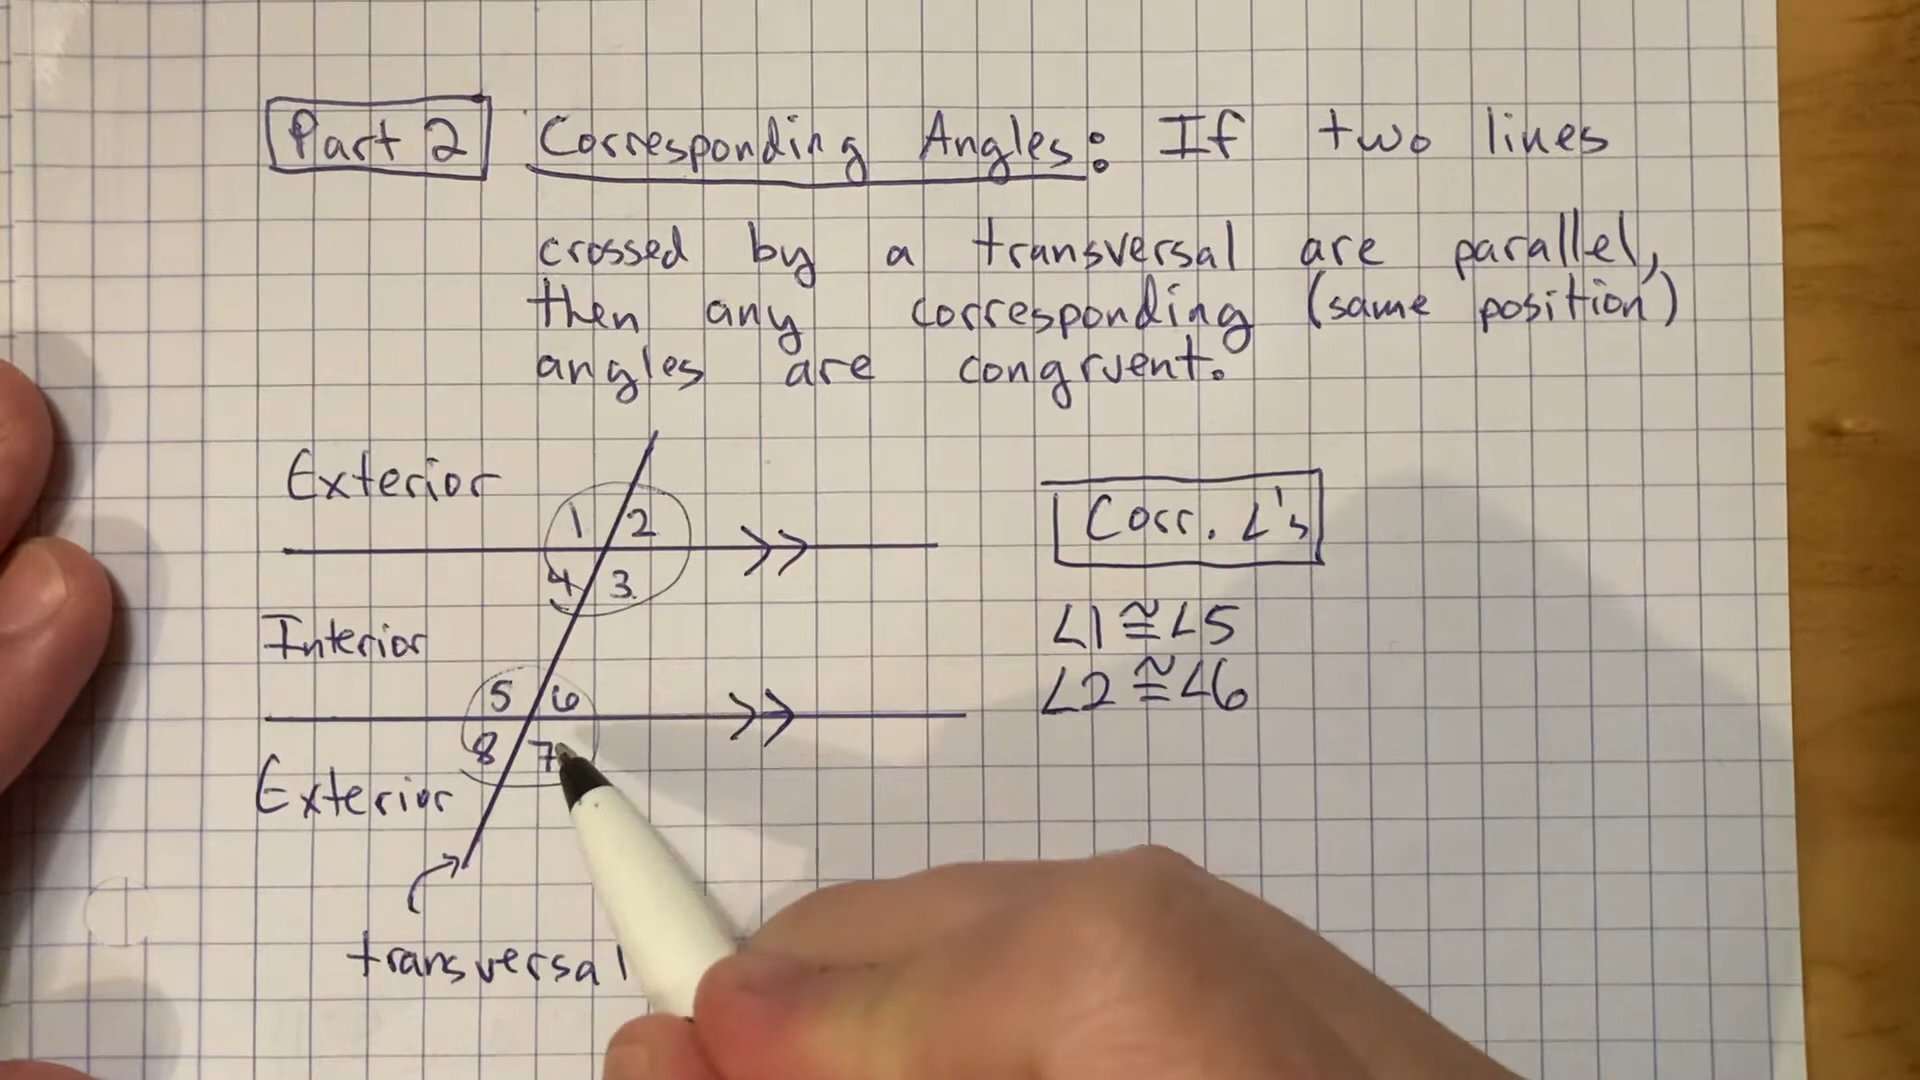 Part 2 Corresponding Angles: If two lines
crossed by a transversal are parallel,
then any corresponding (same position)
angles are congruent.
Exterior
1 2
4 3
Interior
5 6
8 7
Exterior
transversal
Corr. ∠'s
∠1≅∠5
∠2≅∠6